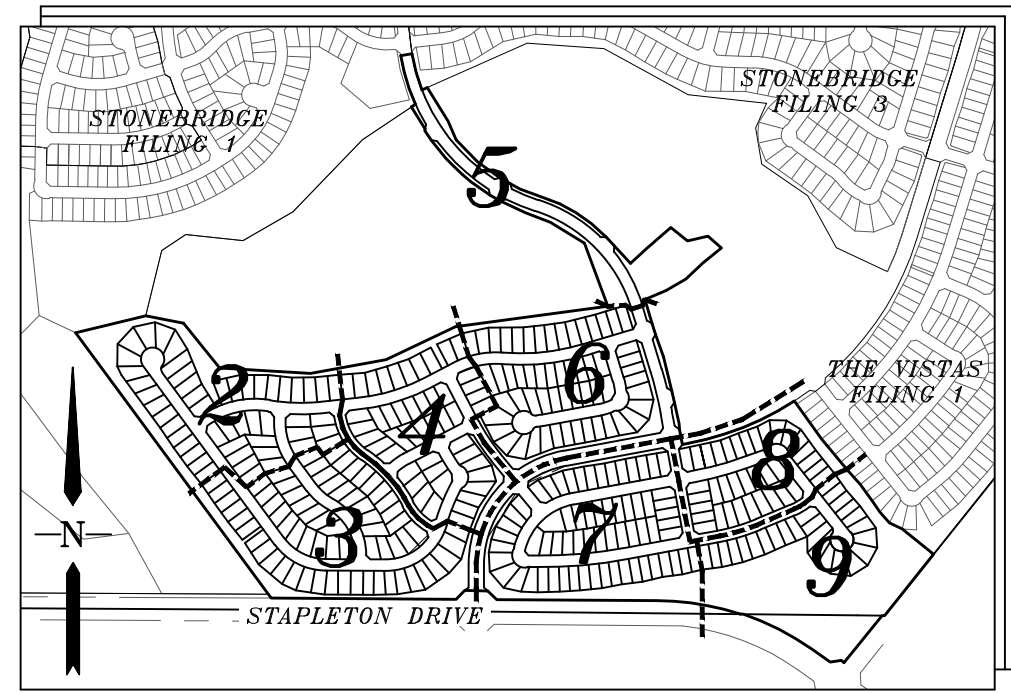 STONEBRIDGE
FILING 1
STONEBRIDGE
FILING 3
5
THE VISTAS
FILING 1
2
4
6
8
3
7
9
N
STAPLETON DRIVE